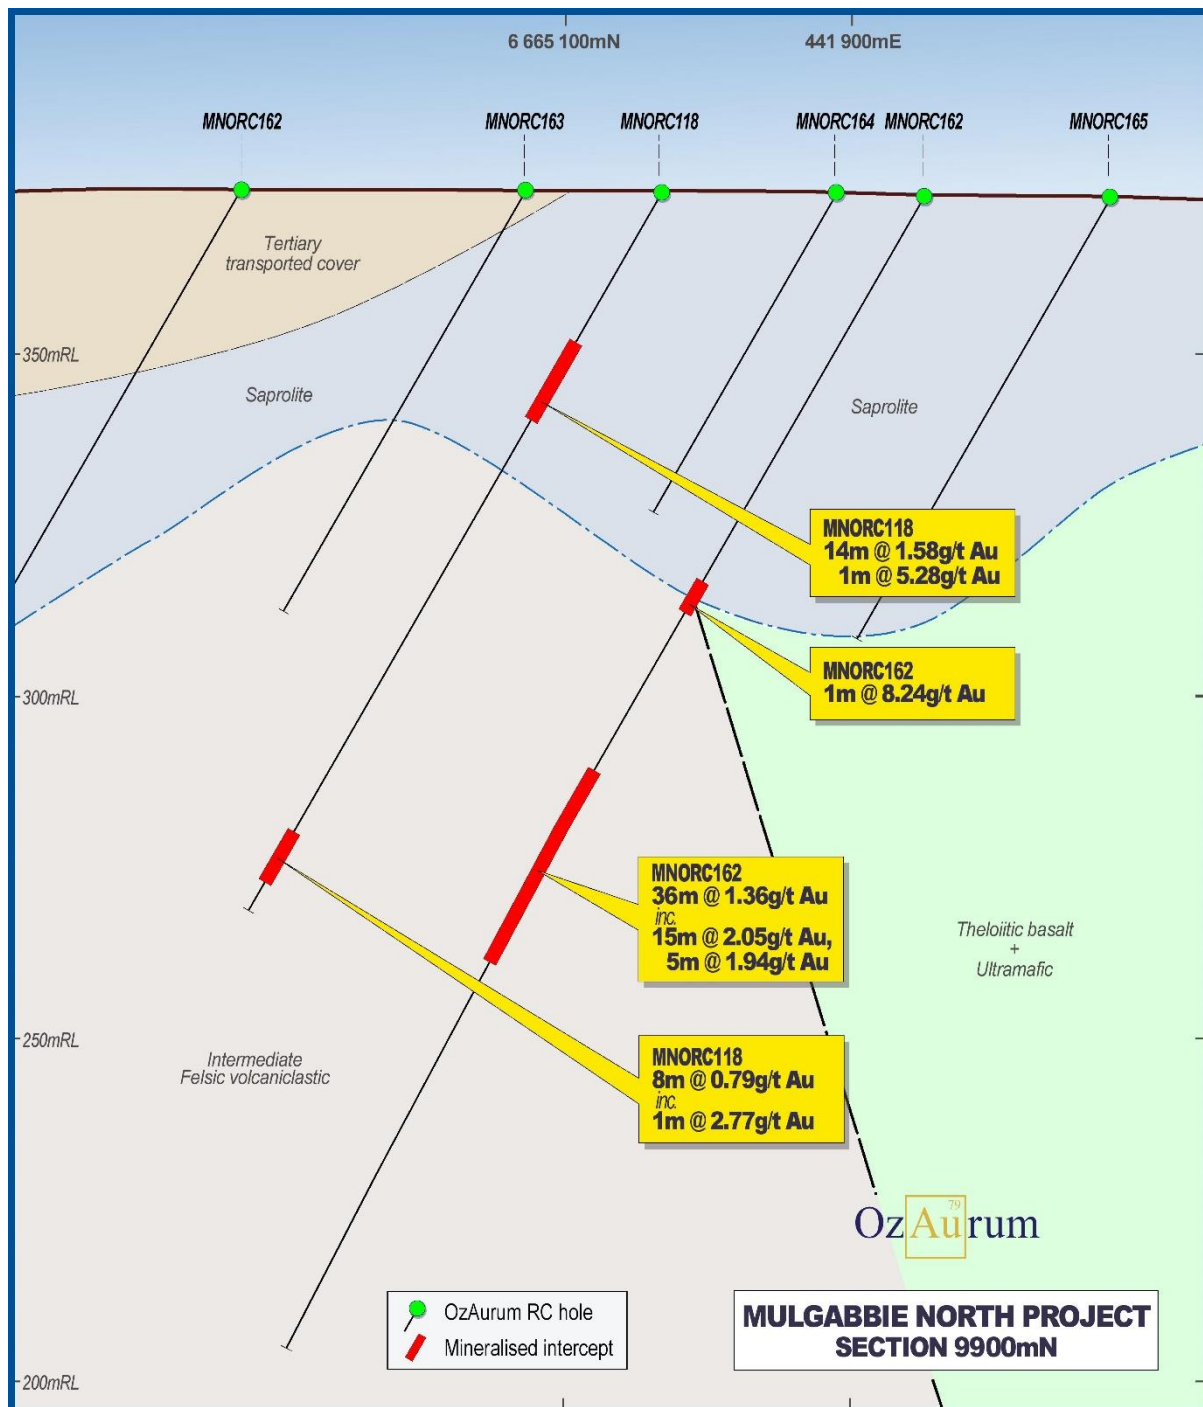 6 665 100mN 441 900mE
MNORC162 MNORC163 MNORC118 MNORC164 MNORC162 MNORC165
Tertiary
transported cover
350mRL
Saprolite
Saprolite
MNORC118
14m @ 1.58g/t Au
1m @ 5.28g/t Au
MNORC162
1m @ 8.24g/t Au
300mRL
MNORC162
36m @ 1.36g/t Au
inc.
15m @ 2.05g/t Au,
5m @ 1.94g/t Au
Theloiitic basalt
+
Ultramafic
250mRL
Intermediate
Felsic volcaniclastic
MNORC118
8m @ 0.79g/t Au
inc.
1m @ 2.77g/t Au
79
OzAurum
OzAurum RC hole
Mineralised intercept
MULGABBIE NORTH PROJECT
SECTION 9900mN
200mRL